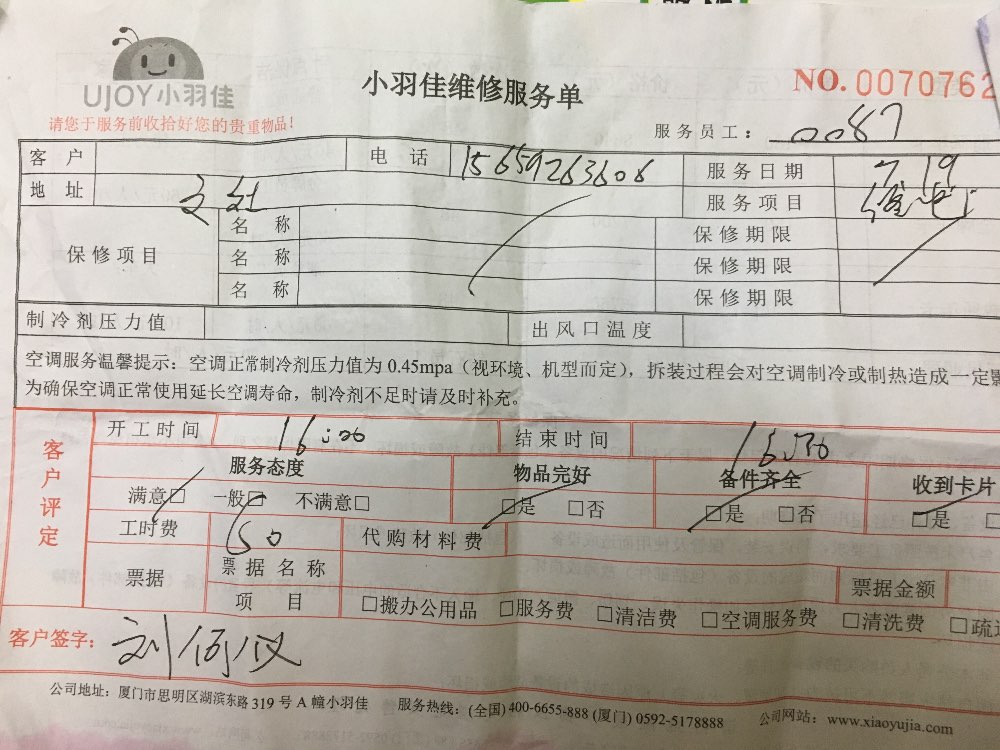 UJOY小羽佳
小羽佳维修服务单
NO. 0070762
请您于服务前收拾好您的贵重物品!
服务员工: 0087
客户 电话 15659263606 服务日期 7 19
地址 服务项目
保修项目 名称 保修期限
名称 保修期限
名称 保修期限
制冷剂压力值 出风口温度
空调服务温馨提示: 空调正常制冷剂压力值为 0.45mpa (视环境、机型而定), 拆装过程会对空调制冷或制热造成一定影
为确保空调正常使用延长空调寿命, 制冷剂不足时请及时补充。
客户评定
开工时间 16:00 结束时间
服务态度 物品完好 备件齐全 收到卡片
满意□ 一般□ 不满意□ □是 □否 □是 □否 □是 □
工时费 代购材料费
票据 票据名称 票据金额
项目 □搬办公用品 □服务费 □清洁费 □空调服务费 □清洗费 □疏
客户签字:
公司地址: 厦门市思明区湖滨东路 319 号 A 幢小羽佳 服务热线: (全国) 400-6655-888 (厦门) 0592-5178888 公司网站: www.xiaoyujia.com